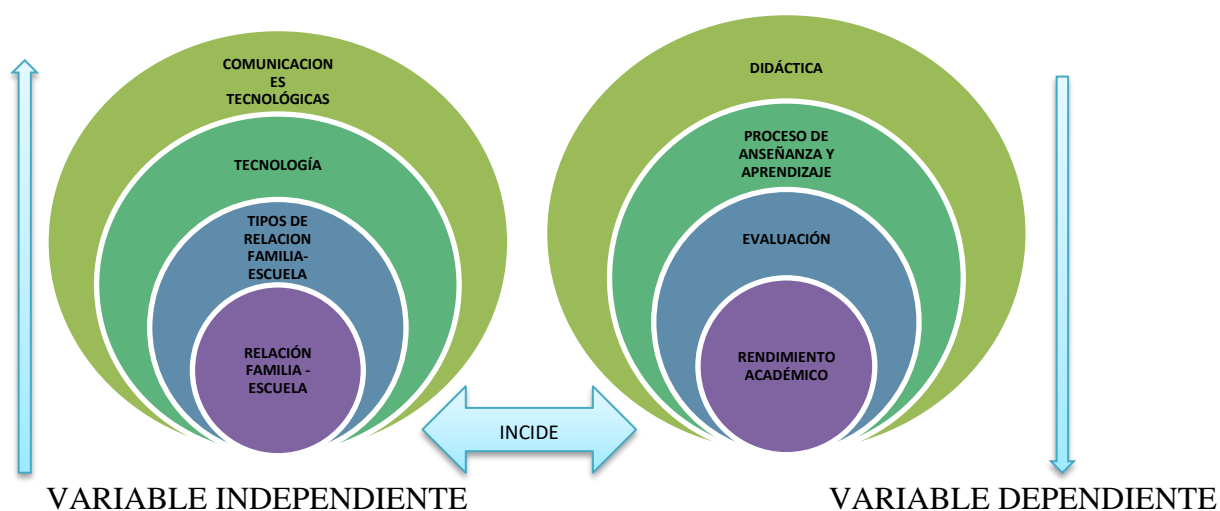 COMUNICACION
ES
TECNOLÓGICAS
TECNOLOGÍA
TIPOS DE
RELACION
FAMILIA-
ESCUELA
RELACIÓN
FAMILIA -
ESCUELA
DIDÁCTICA
PROCESO DE
ANSEÑANZA Y
APRENDIZAJE
EVALUACIÓN
RENDIMIENTO
ACADÉMICO
INCIDE
VARIABLE INDEPENDIENTE
VARIABLE DEPENDIENTE